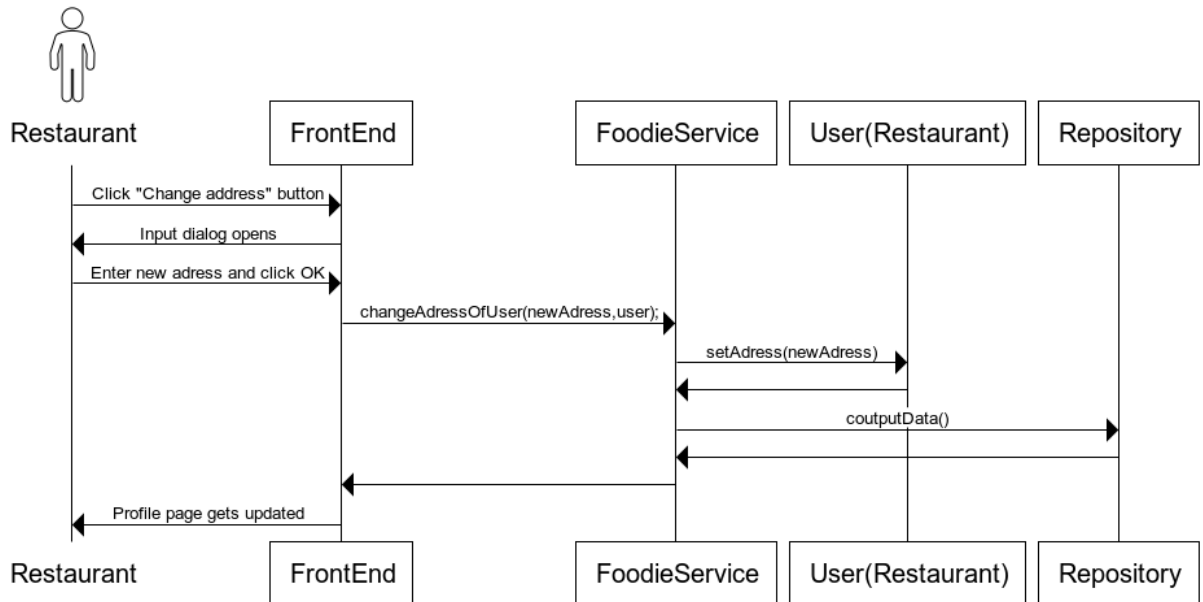 Restaurant
FrontEnd
FoodieService
User(Restaurant)
Repository
Click "Change address" button
Input dialog opens
Enter new adress and click OK
changeAdressOfUser(newAdress,user);
setAdress(newAdress)
coutputData()
Profile page gets updated
Restaurant
FrontEnd
FoodieService
User(Restaurant)
Repository